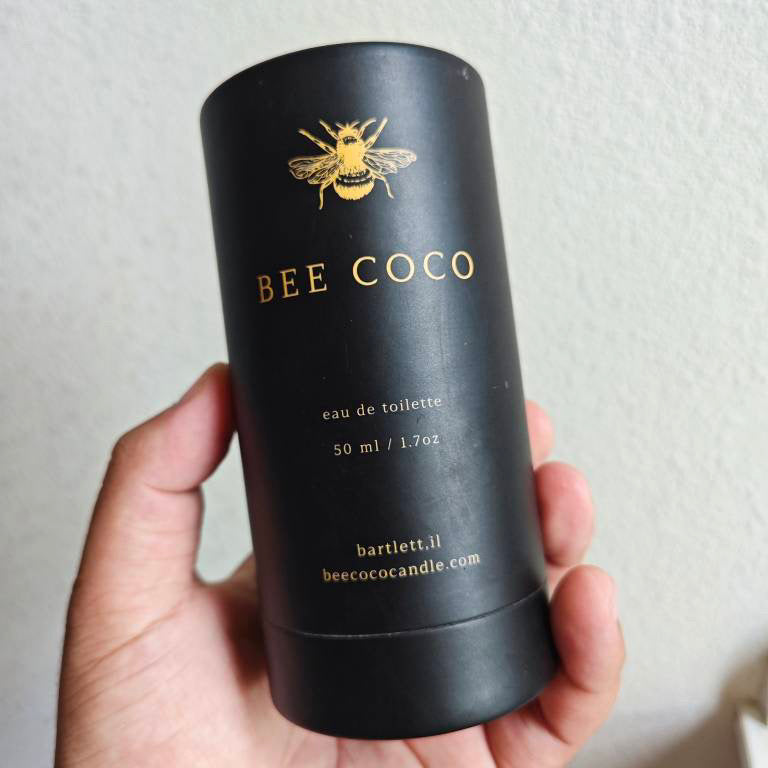 BEE COCO
eau de toilette
50 ml / 1.7oz
bartlett,il
beecococandle.com